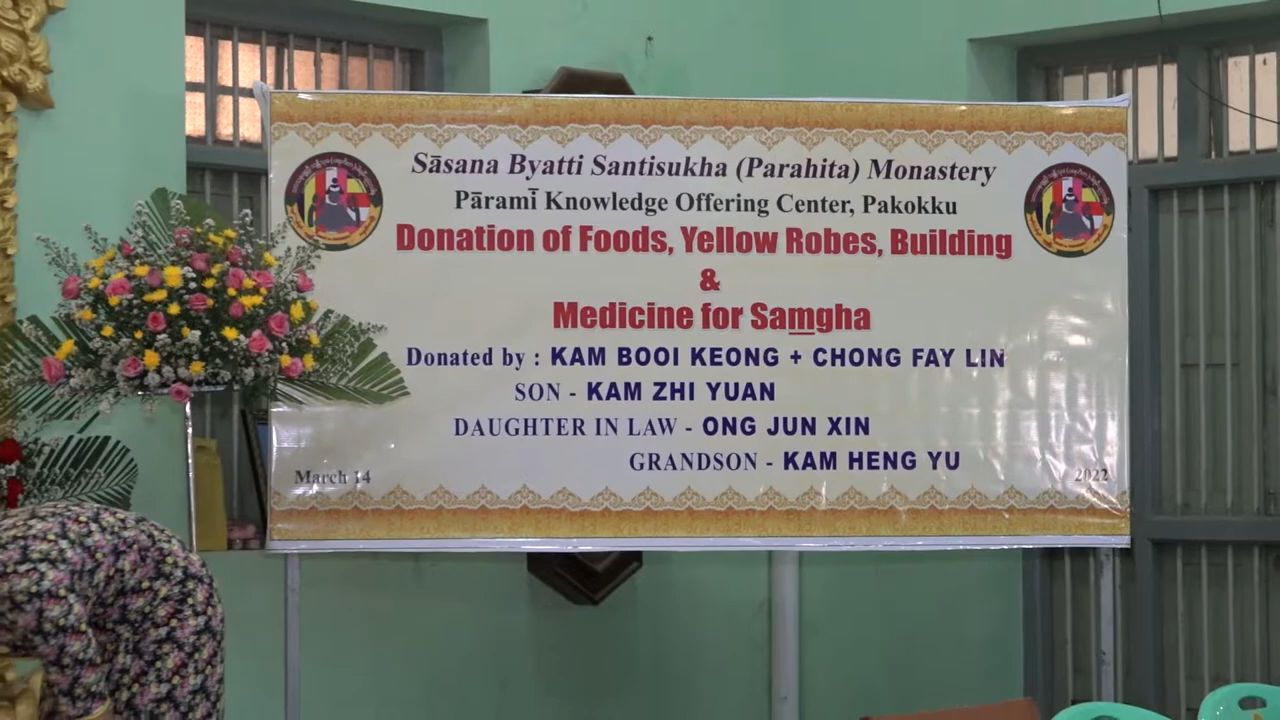 Sāsana Byatti Santisukha (Parahita) Monastery
Pāramī Knowledge Offering Center, Pakokku
Donation of Foods, Yellow Robes, Building
&
Medicine for Samgha
Donated by : KAM BOOI KEONG + CHONG FAY LIN
SON - KAM ZHI YUAN
DAUGHTER IN LAW - ONG JUN XIN
GRANDSON - KAM HENG YU
March 14
2022